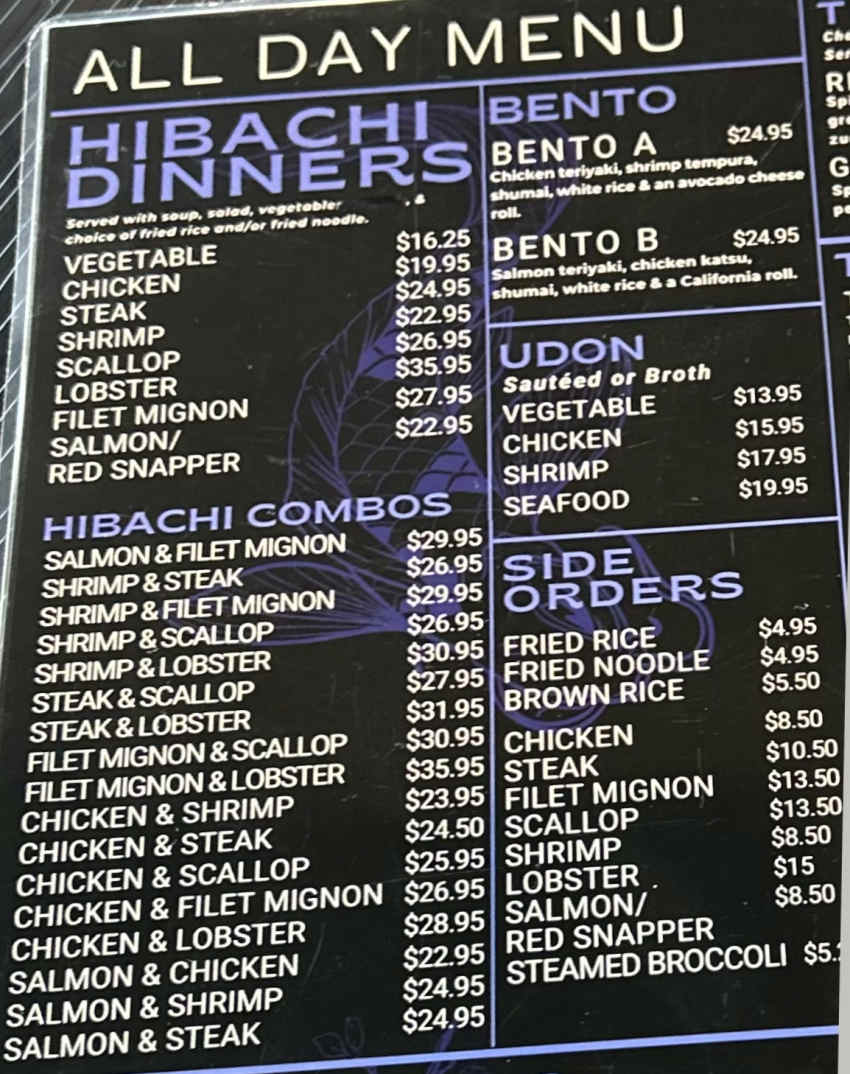 ALL DAY MENU
HIBACHI
DINNERS
Served with soup, salad, vegetable
, &
choice of fried rice and/or fried noodle.
VEGETABLE $16.25
CHICKEN $19.95
STEAK $24.95
SHRIMP $22.95
SCALLOP $26.95
LOBSTER $35.95
FILET MIGNON $27.95
SALMON/ $22.95
RED SNAPPER
HIBACHI COMBOS
SALMON & FILET MIGNON $29.95
SHRIMP & STEAK $26.95
SHRIMP & FILET MIGNON $29.95
SHRIMP & SCALLOP $26.95
SHRIMP & LOBSTER $30.95
STEAK & SCALLOP $27.95
STEAK & LOBSTER $31.95
FILET MIGNON & SCALLOP $30.95
FILET MIGNON & LOBSTER $35.95
CHICKEN & SHRIMP $23.95
CHICKEN & STEAK $24.50
CHICKEN & SCALLOP $25.95
CHICKEN & FILET MIGNON $26.95
CHICKEN & LOBSTER $28.95
SALMON & CHICKEN $22.95
SALMON & SHRIMP $24.95
SALMON & STEAK $24.95
BENTO
BENTO A $24.95
Chicken teriyaki, shrimp tempura,
shumai, white rice & an avocado cheese
roll.
BENTO B $24.95
Salmon teriyaki, chicken katsu,
shumai, white rice & a California roll.
UDON
Sautéed or Broth
VEGETABLE $13.95
CHICKEN $15.95
SHRIMP $17.95
SEAFOOD $19.95
SIDE
ORDERS
FRIED RICE $4.95
FRIED NOODLE $4.95
BROWN RICE $5.50
CHICKEN $8.50
STEAK $10.50
FILET MIGNON $13.50
SCALLOP $13.50
SHRIMP $8.50
LOBSTER $15
SALMON/ $8.50
RED SNAPPER
STEAMED BROCCOLI $5.